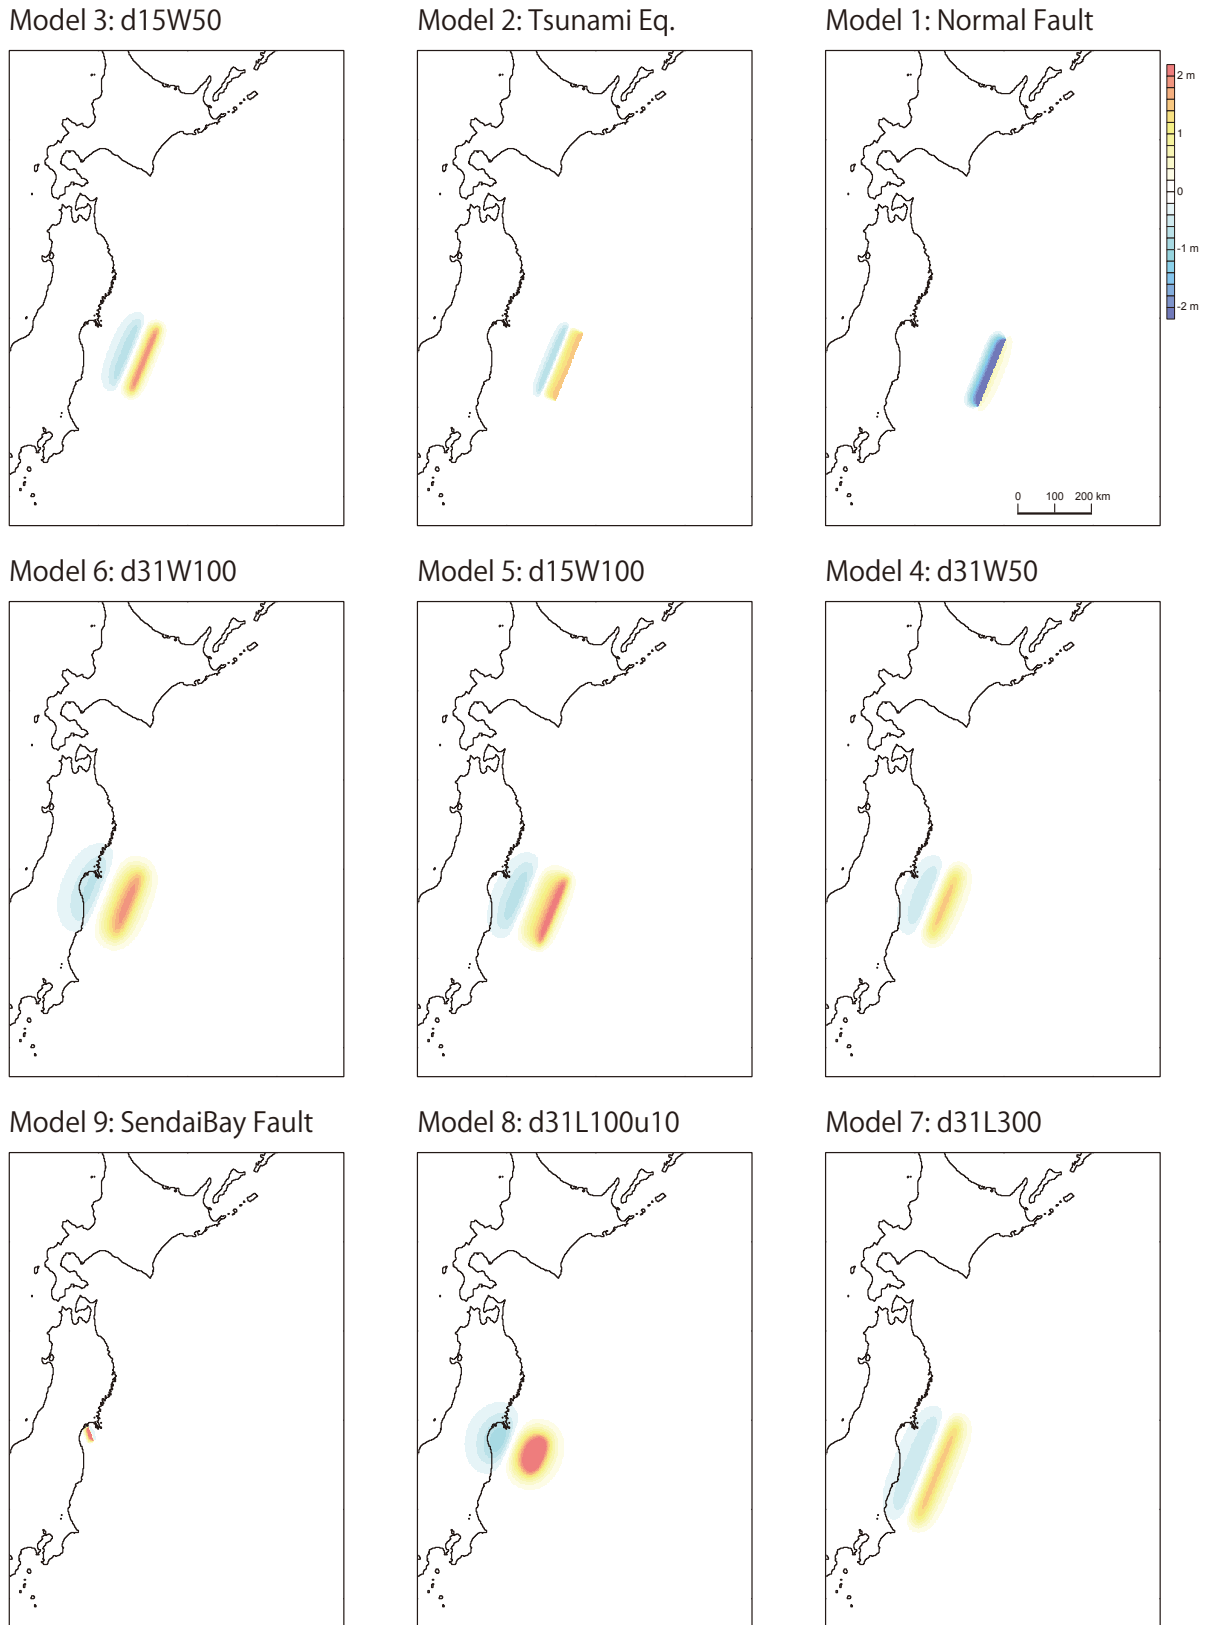 Model 3: d15W50
Model 2: Tsunami Eq.
Model 1: Normal Fault
2 m
1
0
-1 m
-2 m
0 100 200 km
Model 6: d31W100
Model 5: d15W100
Model 4: d31W50
Model 9: SendaiBay Fault
Model 8: d31L100u10
Model 7: d31L300